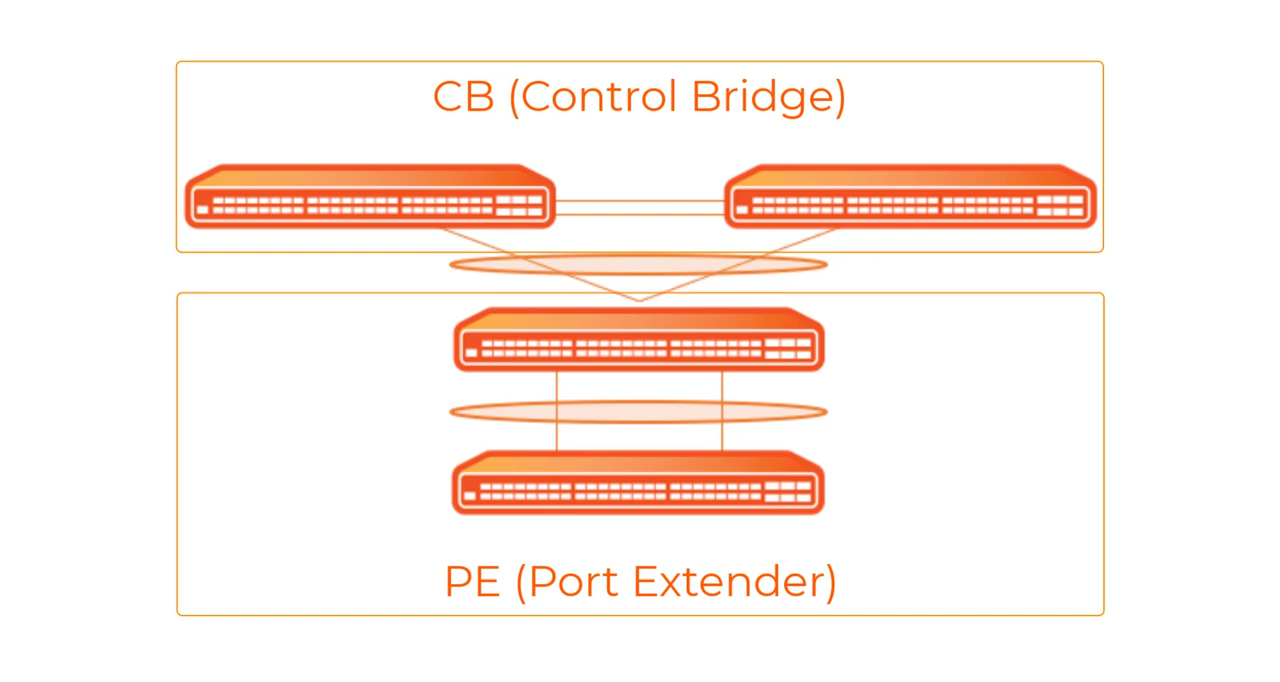 CB (Control Bridge)
PE (Port Extender)